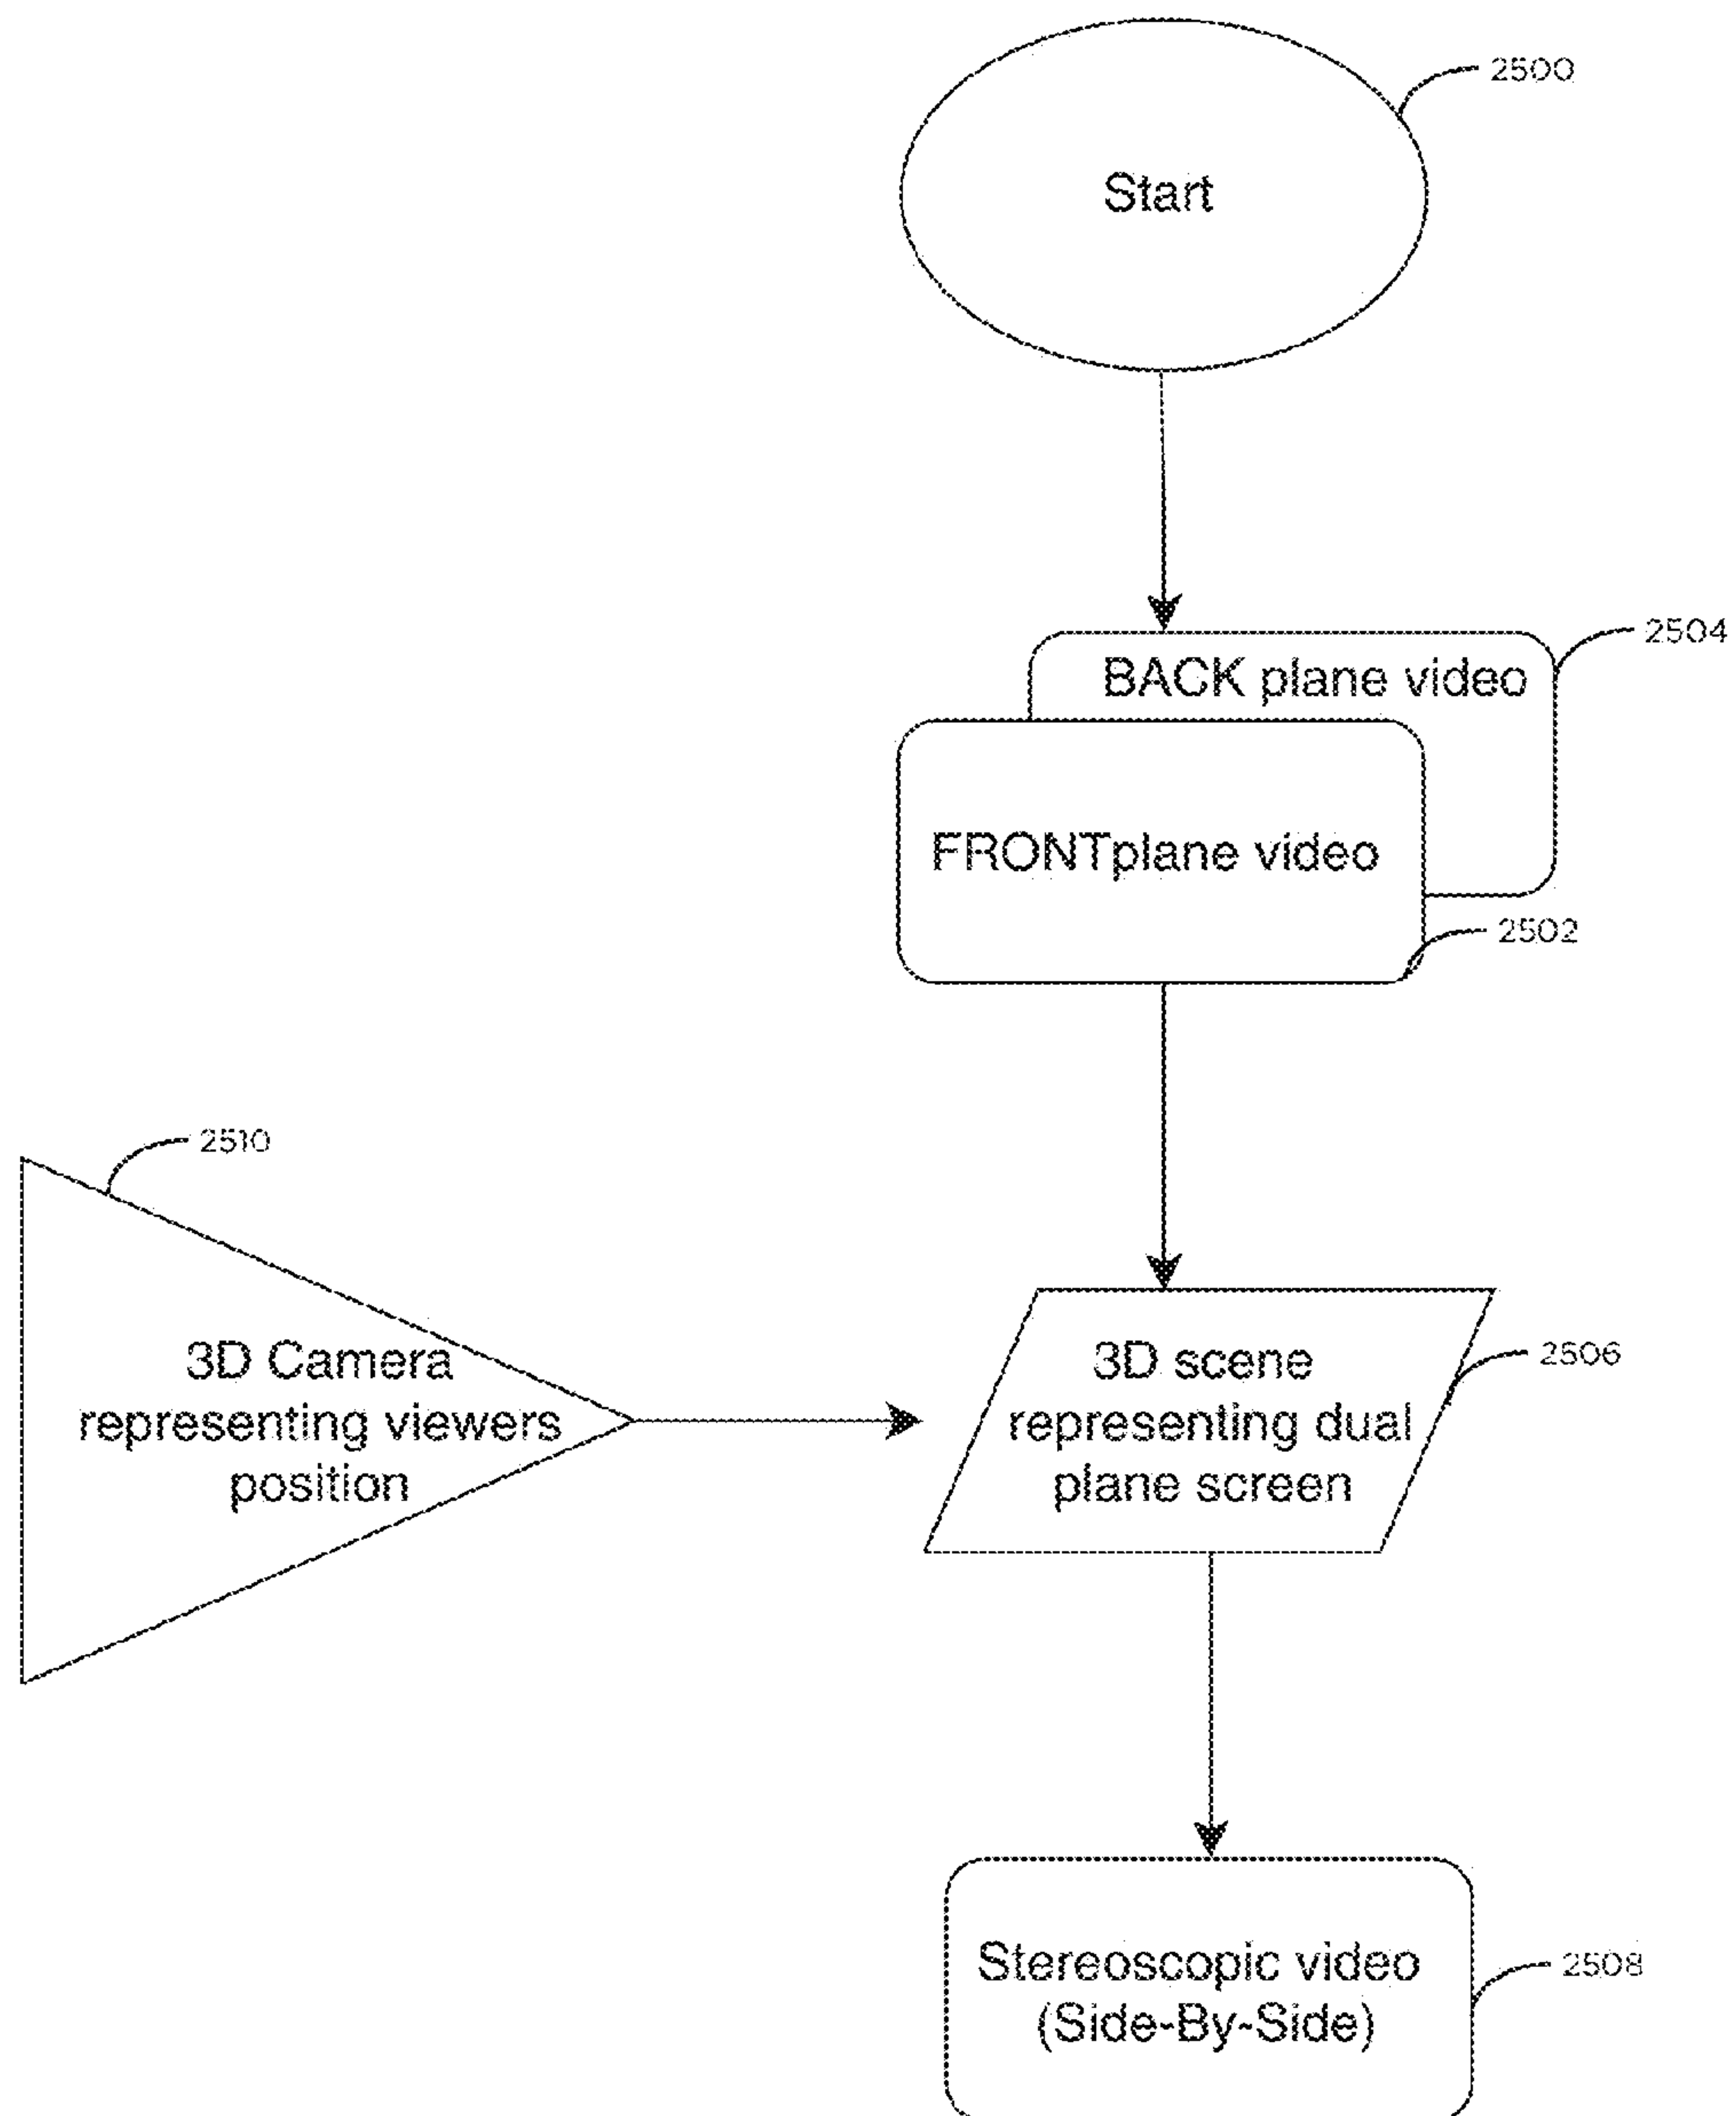 2500
Start
2504
BACK plane video
FRONTplane video
2502
2510
3D Camera
representing viewers
position
3D scene
representing dual
plane screen
2506
Stereoscopic video
(Side-By-Side)
2508